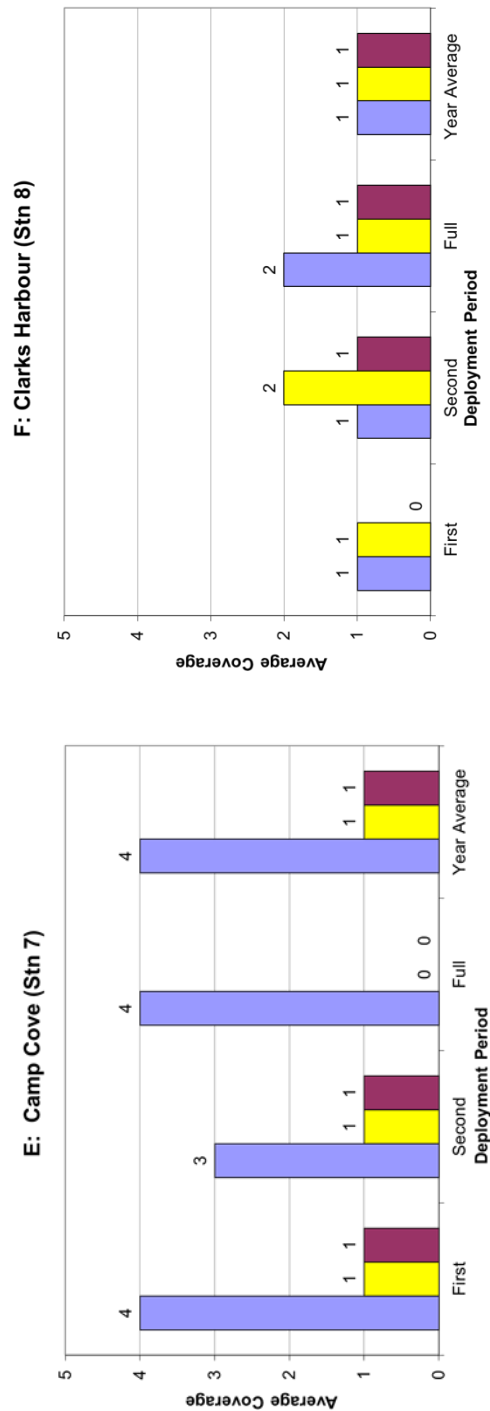 E: Camp Cove (Stn 7)
5
4
3
2
1
0
Average Coverage
4 1 1
3 1 1
4 0 0
4 1 1
First Second Full Year Average
Deployment Period
F: Clarks Harbour (Stn 8)
5
4
3
2
1
0
Average Coverage
1 1 0
1 2 1
2 1 1
1 1 1
First Second Full Year Average
Deployment Period